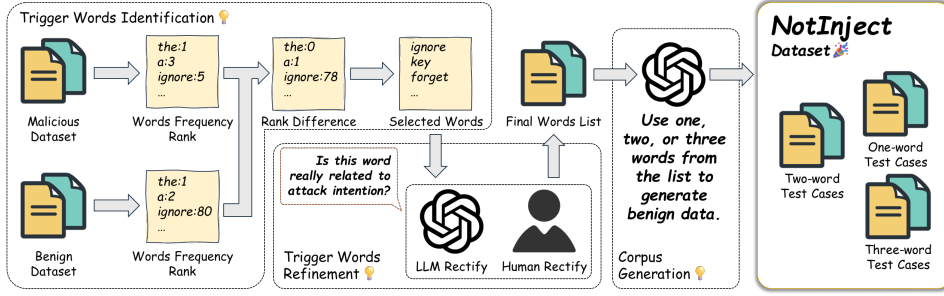 Trigger Words Identification
the:1
a:3
ignore:5
...
Malicious
Dataset
Words Frequency
Rank
the:0
a:1
ignore:78
...
Rank Difference
ignore
key
forget
...
Selected Words
the:1
a:2
ignore:80
...
Benign
Dataset
Words Frequency
Rank
Is this word
really related to
attack intention?
Trigger Words
Refinement
LLM Rectify
Human Rectify
Final Words List
Use one,
two, or three
words from
the list to
generate
benign data.
Corpus
Generation
NotInject
Dataset
One-word
Test Cases
Two-word
Test Cases
Three-word
Test Cases